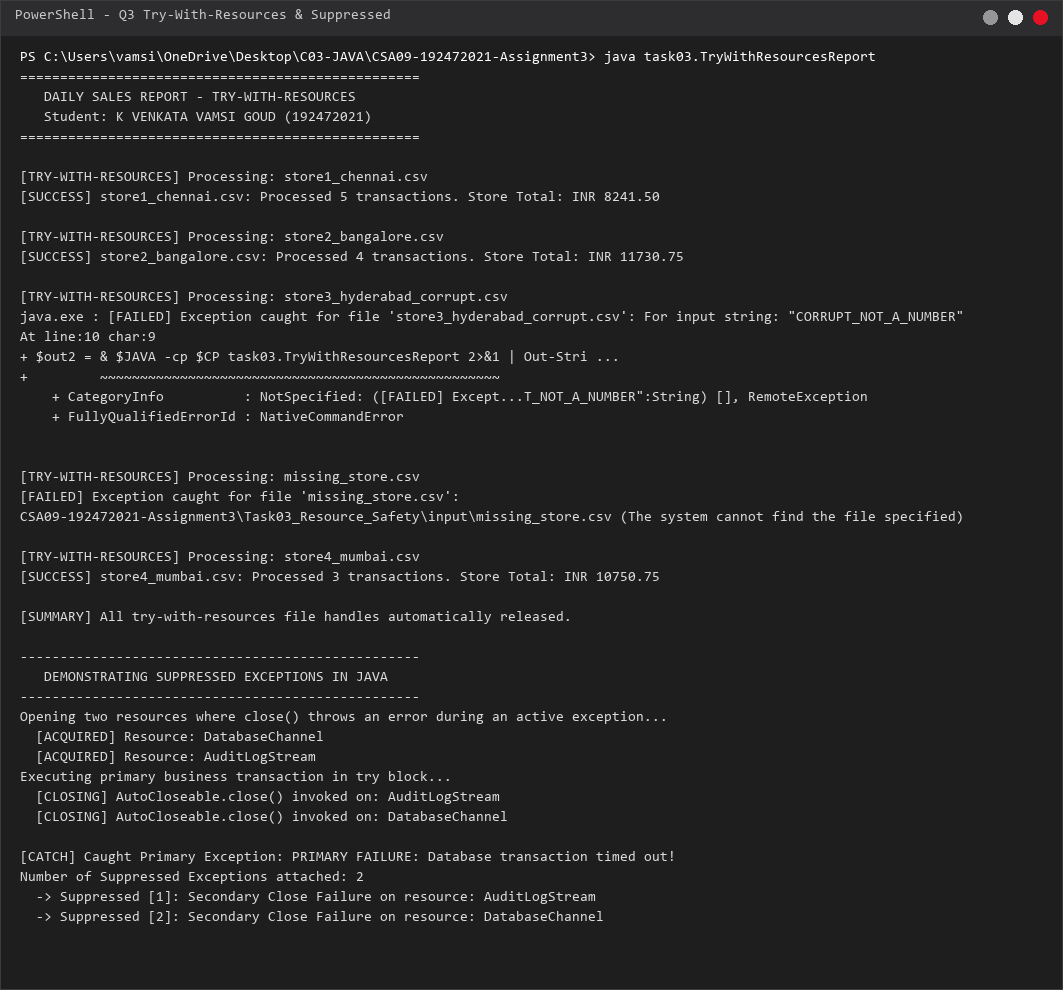 PowerShell - Q3 Try-With-Resources & Suppressed
PS C:\Users\vamsi\OneDrive\Desktop\C03-JAVA\CSA09-192472021-Assignment3> java task03.TryWithResourcesReport
==================================================
   DAILY SALES REPORT - TRY-WITH-RESOURCES
   Student: K VENKATA VAMSI GOUD (192472021)
==================================================

[TRY-WITH-RESOURCES] Processing: store1_chennai.csv
[SUCCESS] store1_chennai.csv: Processed 5 transactions. Store Total: INR 8241.50

[TRY-WITH-RESOURCES] Processing: store2_bangalore.csv
[SUCCESS] store2_bangalore.csv: Processed 4 transactions. Store Total: INR 11730.75

[TRY-WITH-RESOURCES] Processing: store3_hyderabad_corrupt.csv
java.exe : [FAILED] Exception caught for file 'store3_hyderabad_corrupt.csv': For input string: "CORRUPT_NOT_A_NUMBER"
At line:10 char:9
+ $out2 = & $JAVA -cp $CP task03.TryWithResourcesReport 2>&1 | Out-Stri ...
+         ~~~~~~~~~~~~~~~~~~~~~~~~~~~~~~~~~~~~~~~~~~~~~~~~~~
    + CategoryInfo          : NotSpecified: ([FAILED] Except...T_NOT_A_NUMBER":String) [], RemoteException
    + FullyQualifiedErrorId : NativeCommandError

[TRY-WITH-RESOURCES] Processing: missing_store.csv
[FAILED] Exception caught for file 'missing_store.csv':
CSA09-192472021-Assignment3\Task03_Resource_Safety\input\missing_store.csv (The system cannot find the file specified)

[TRY-WITH-RESOURCES] Processing: store4_mumbai.csv
[SUCCESS] store4_mumbai.csv: Processed 3 transactions. Store Total: INR 10750.75

[SUMMARY] All try-with-resources file handles automatically released.

--------------------------------------------------
   DEMONSTRATING SUPPRESSED EXCEPTIONS IN JAVA
--------------------------------------------------
Opening two resources where close() throws an error during an active exception...
  [ACQUIRED] Resource: DatabaseChannel
  [ACQUIRED] Resource: AuditLogStream
Executing primary business transaction in try block...
  [CLOSING] AutoCloseable.close() invoked on: AuditLogStream
  [CLOSING] AutoCloseable.close() invoked on: DatabaseChannel

[CATCH] Caught Primary Exception: PRIMARY FAILURE: Database transaction timed out!
Number of Suppressed Exceptions attached: 2
  -> Suppressed [1]: Secondary Close Failure on resource: AuditLogStream
  -> Suppressed [2]: Secondary Close Failure on resource: DatabaseChannel